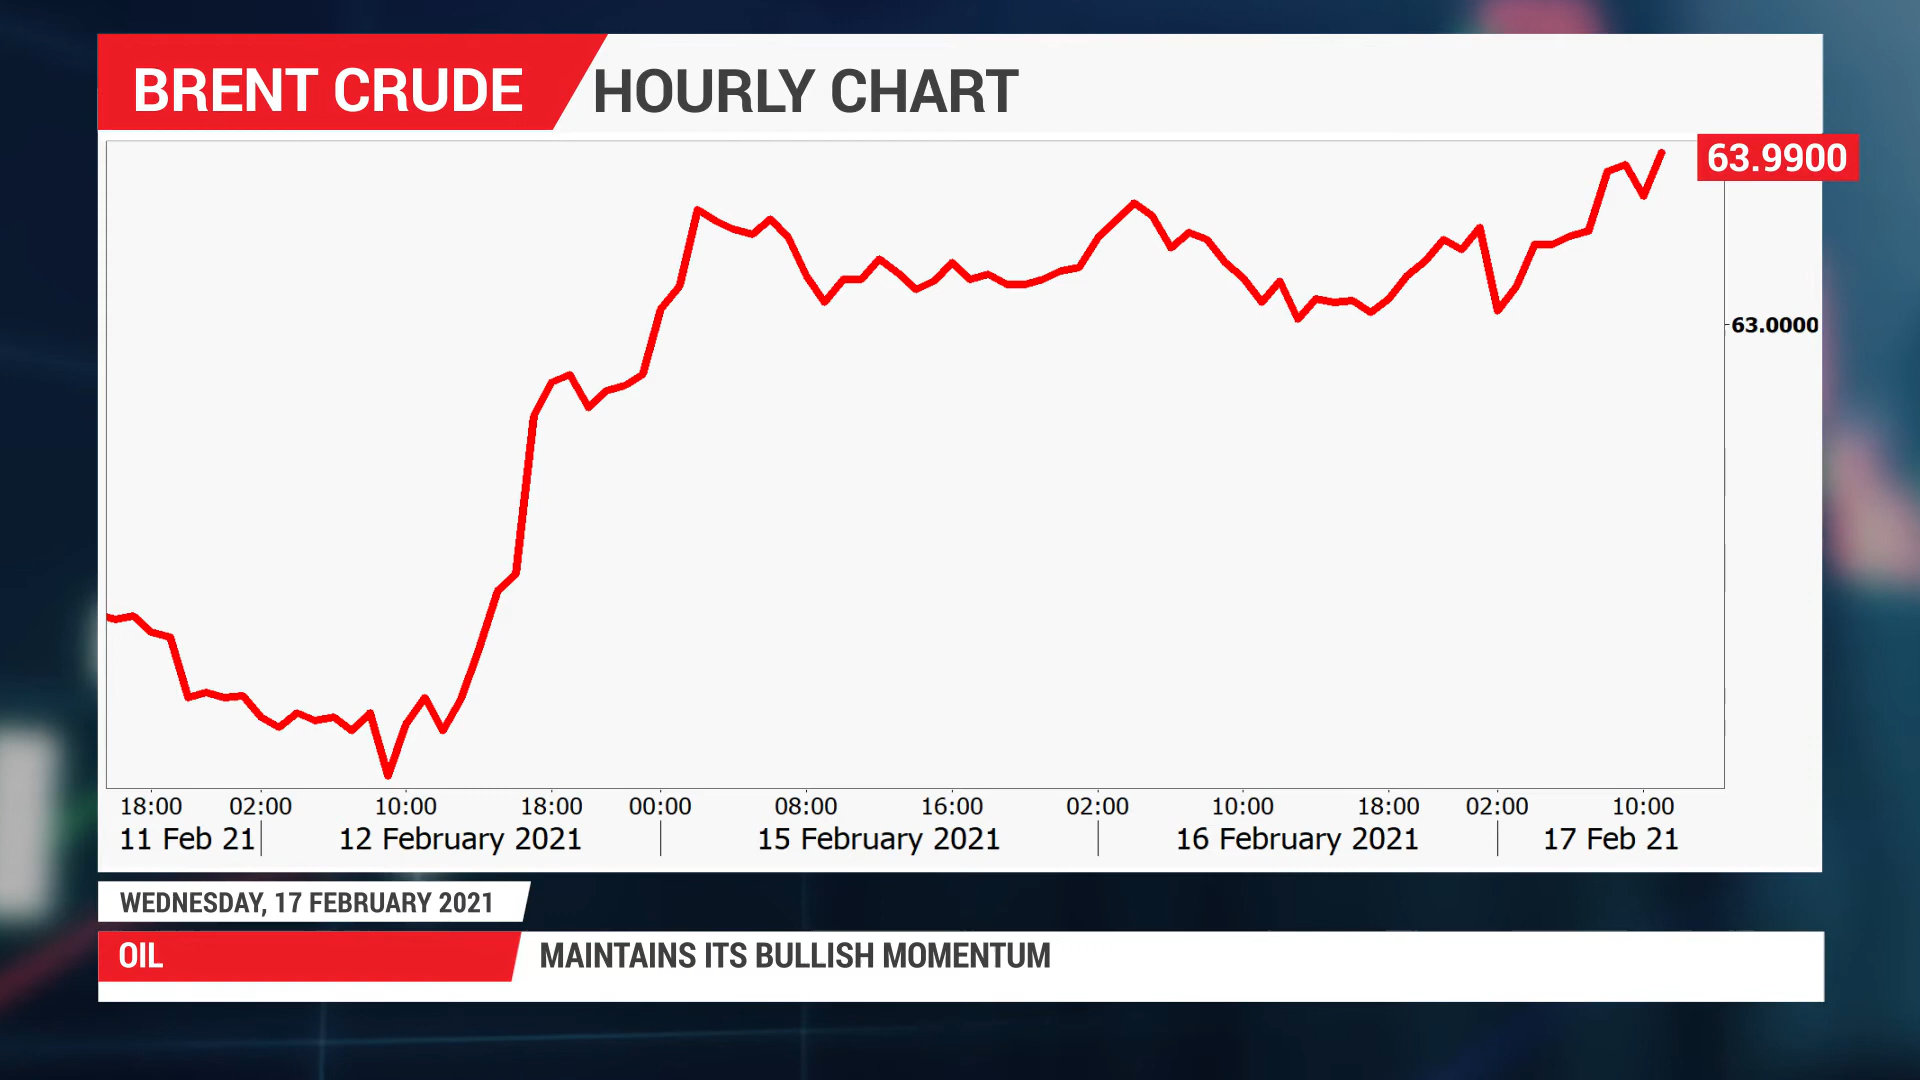 BRENT CRUDE HOURLY CHART
63.9900
63.0000
18:00 02:00 10:00 18:00 00:00 08:00 16:00 02:00 10:00 18:00 02:00 10:00
11 Feb 21 12 February 2021 15 February 2021 16 February 2021 17 Feb 21
WEDNESDAY, 17 FEBRUARY 2021
OIL MAINTAINS ITS BULLISH MOMENTUM